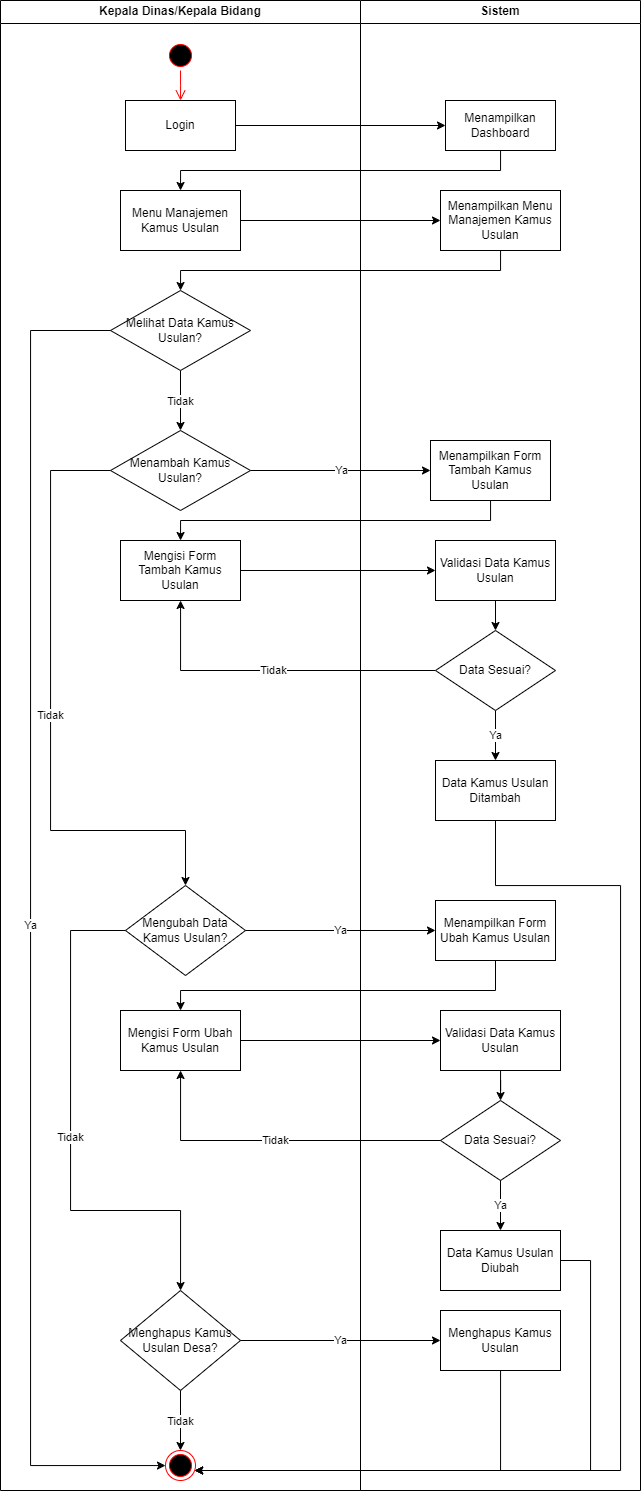 Kepala Dinas/Kepala Bidang
Sistem
Login
Menampilkan
Dashboard
Menu Manajemen
Kamus Usulan
Menampilkan Menu
Manajemen Kamus
Usulan
Melihat Data Kamus
Usulan?
Tidak
Menambah Kamus
Usulan?
Ya
Menampilkan Form
Tambah Kamus
Usulan
Mengisi Form
Tambah Kamus
Usulan
Validasi Data Kamus
Usulan
Tidak
Data Sesuai?
Tidak
Ya
Data Kamus Usulan
Ditambah
Ya
Mengubah Data
Kamus Usulan?
Ya
Menampilkan Form
Ubah Kamus Usulan
Mengisi Form Ubah
Kamus Usulan
Validasi Data Kamus
Usulan
Tidak
Tidak
Data Sesuai?
Ya
Data Kamus Usulan
Diubah
Menghapus Kamus
Usulan Desa?
Ya
Menghapus Kamus
Usulan
Tidak